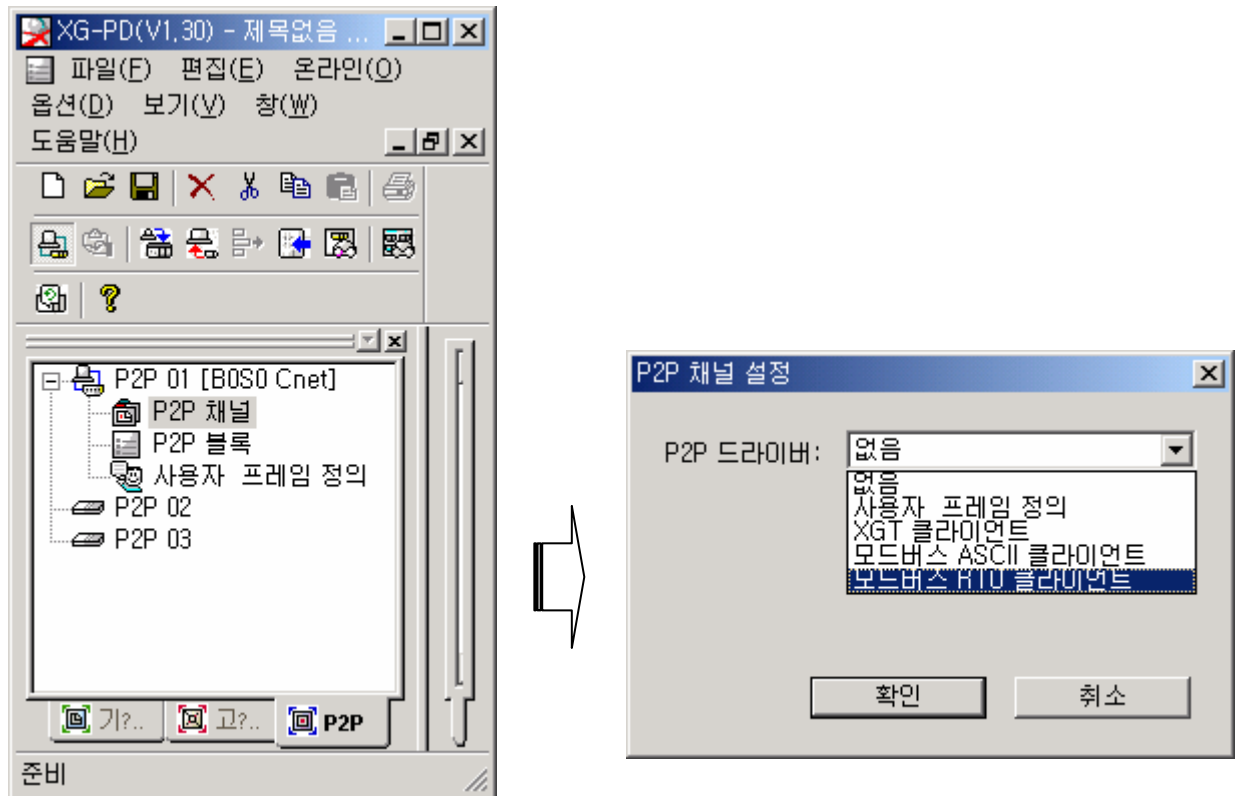 XG-PD(V1,30) - 제목없음 ...
파일(F) 편집(E) 온라인(O)
옵션(D) 보기(V) 창(W)
도움말(H)
P2P 01 [B0S0 Cnet]
P2P 채널
P2P 블록
사용자 프레임 정의
P2P 02
P2P 03
기?.. 고?.. P2P
준비
P2P 채널 설정
P2P 드라이버: 없음
없음
사용자 프레임 정의
XGT 클라이언트
모드버스 ASCII 클라이언트
모드버스 RTU 클라이언트
확인 취소